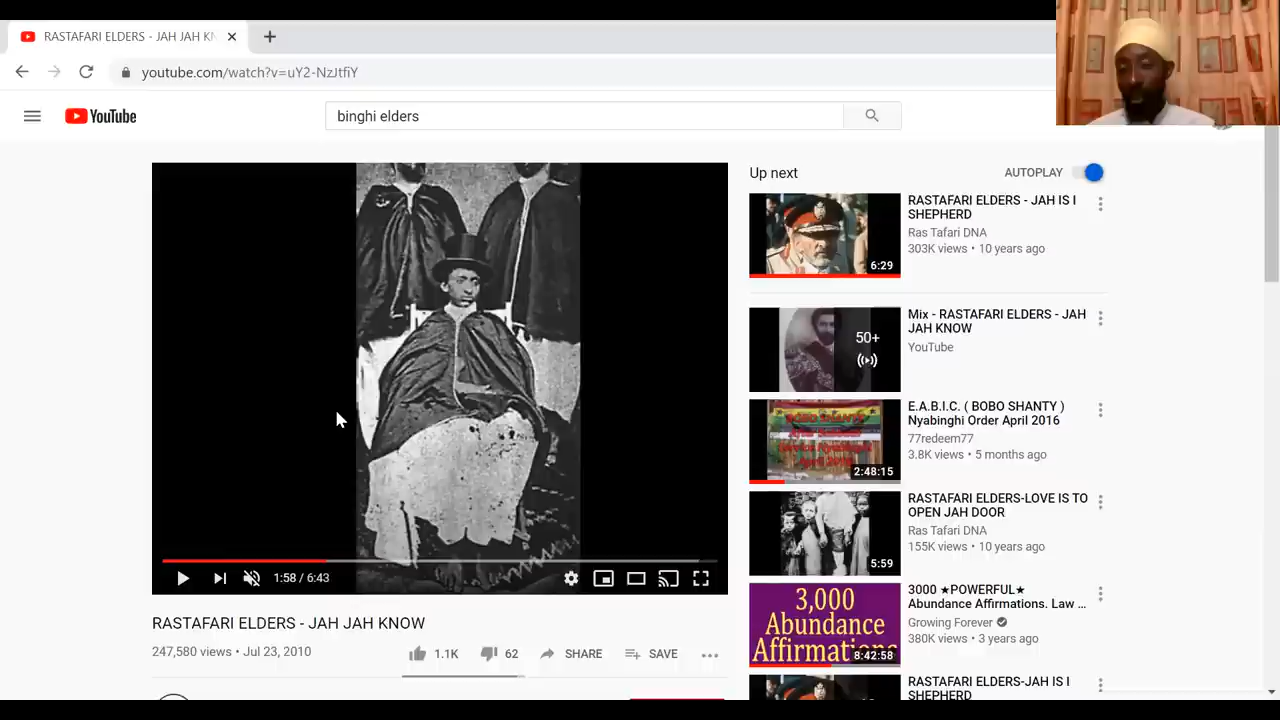 RASTAFARI ELDERS - JAH JAH KN
youtube.com/watch?v=uY2-NzJtfiY
YouTube
binghi elders
1:58 / 6:43
RASTAFARI ELDERS - JAH JAH KNOW
247,580 views • Jul 23, 2010
1.1K
62
SHARE
SAVE
Up next
AUTOPLAY
6:29
RASTAFARI ELDERS - JAH IS I
SHEPHERD
Ras Tafari DNA
303K views • 10 years ago
50+
Mix - RASTAFARI ELDERS - JAH
JAH KNOW
YouTube
2:48:15
E.A.B.I.C. ( BOBO SHANTY )
Nyabinghi Order April 2016
77redeem77
3.8K views • 5 months ago
5:59
RASTAFARI ELDERS-LOVE IS TO
OPEN JAH DOOR
Ras Tafari DNA
155K views • 10 years ago
3,000
Abundance
Affirmations
8:42:58
3000 ★POWERFUL★
Abundance Affirmations. Law ...
Growing Forever
380K views • 3 years ago
RASTAFARI ELDERS-JAH IS I
SHEPHERD